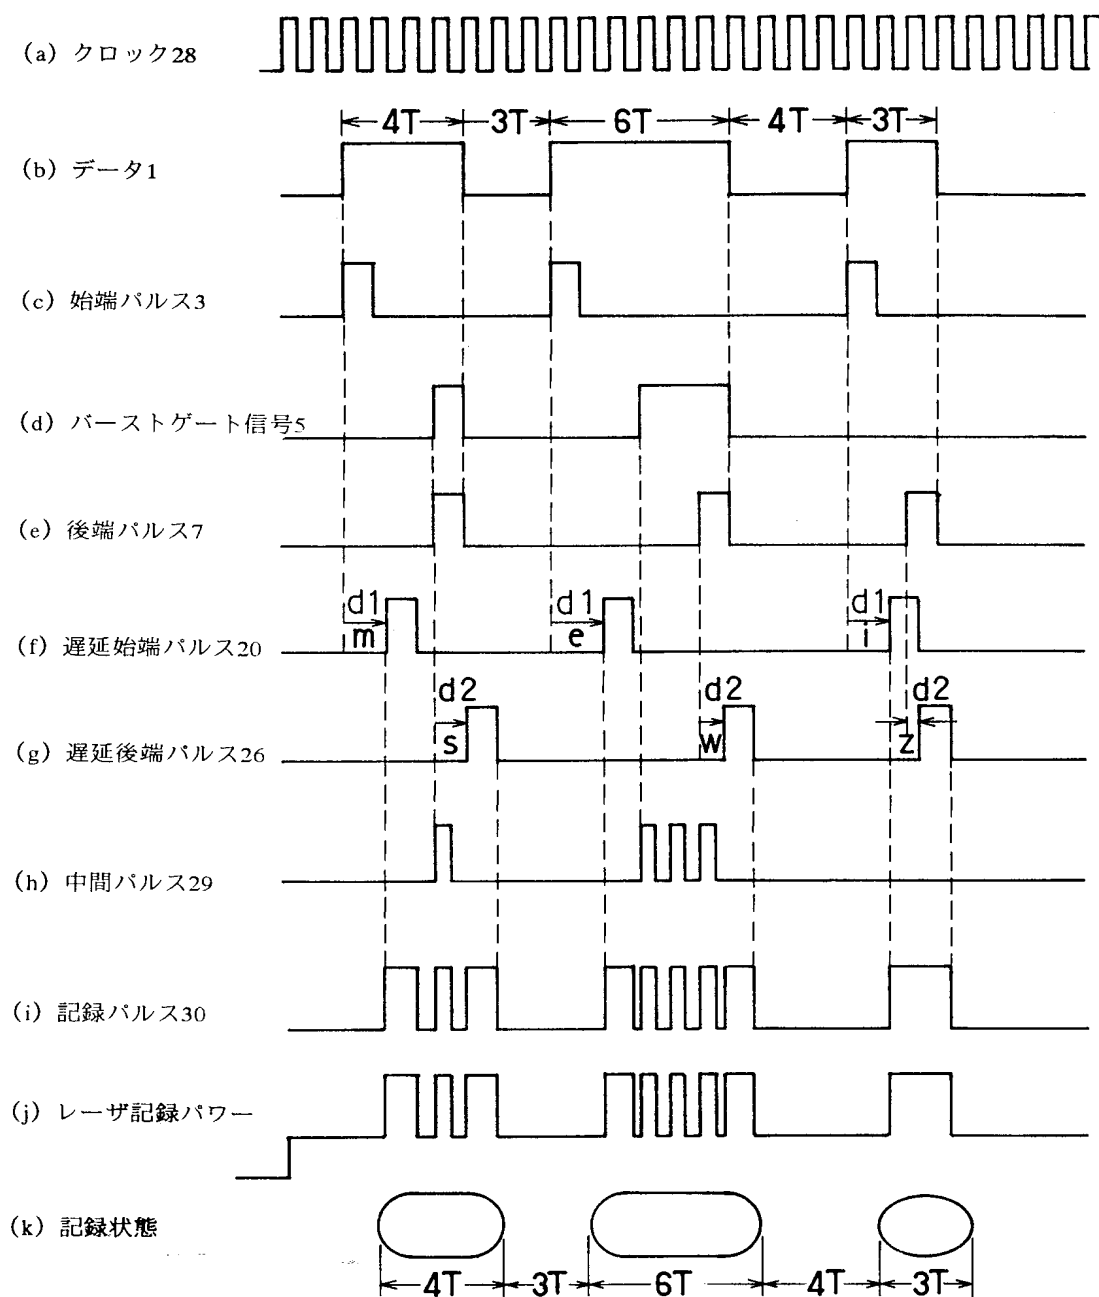 (a) クロック28
4T 3T 6T 4T 3T
(b) データ1
(c) 始端パルス3
(d) バーストゲート信号5
(e) 後端パルス7
d1 d1 d1
m e i
(f) 遅延始端パルス20
d2 d2 d2
s w z
(g) 遅延後端パルス26
(h) 中間パルス29
(i) 記録パルス30
(j) レーザ記録パワー
(k) 記録状態
4T 3T 6T 4T 3T